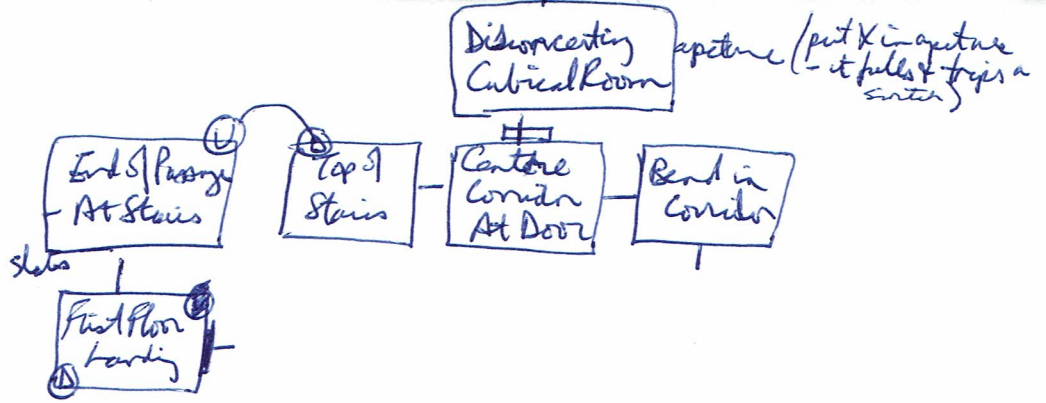 Disconcerting
Cubical Room
aperture (put X in aperture
- it falls & trips a
switch)
U
D
End of Passage
At Stairs
Top of
Stairs
Centre
Corridor
At Door
Bend in
Corridor
First Floor
Landing
D